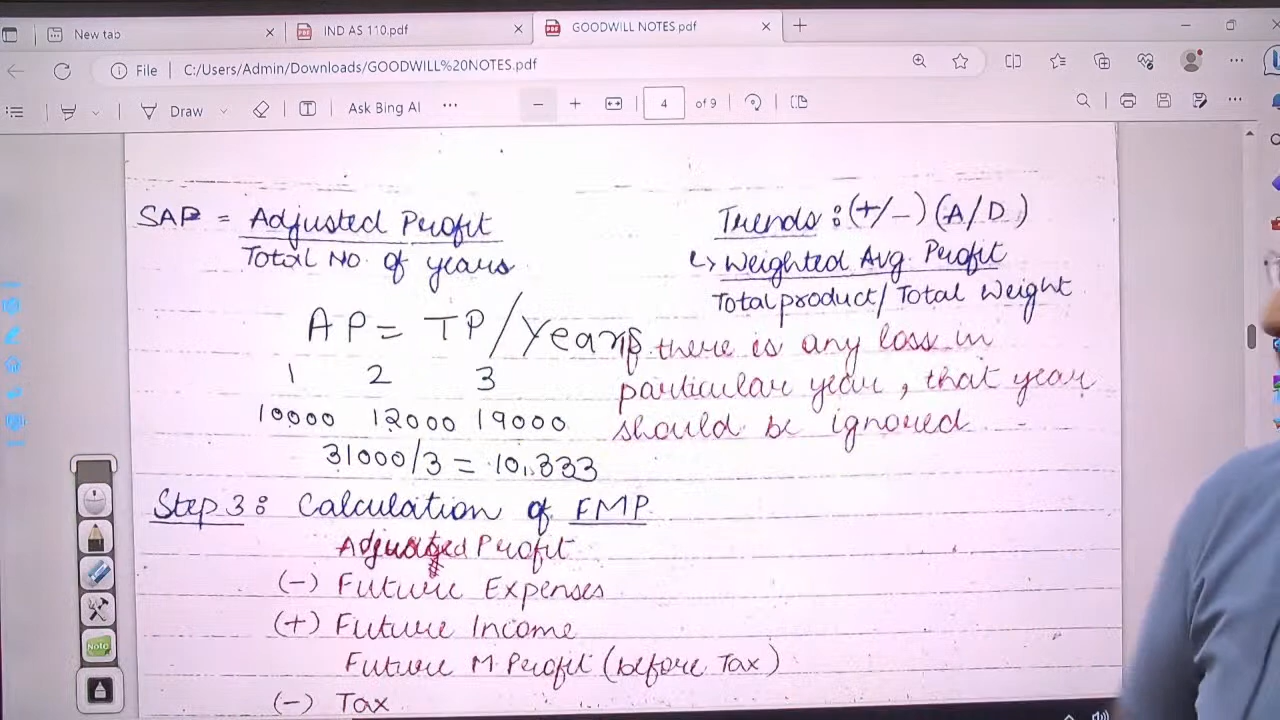 New tab
IND AS 110.pdf
GOODWILL NOTES.pdf
File
C:/Users/Admin/Downloads/GOODWILL%20NOTES.pdf
Draw
Ask Bing AI
4 of 9
SAP = Adjusted Profit
Total No. of years
Trends : (+/-) (A/D)
↳ Weighted Avg. Profit
Total product / Total Weight
AP = TP/Years
1 2 3
10000 12000 19000
31000/3 = 10,333
If there is any loss in
particular year, that year
should be ignored
Step 3 : Calculation of FMP
Adjusted Profit
(-) Future Expenses
(+) Future Income
Future M. Profit (before Tax)
(-) Tax
Note